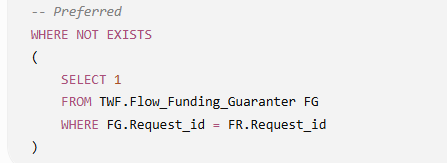 -- Preferred
WHERE NOT EXISTS
(
SELECT 1
FROM TWF.Flow_Funding_Guaranter FG
WHERE FG.Request_id = FR.Request_id
)